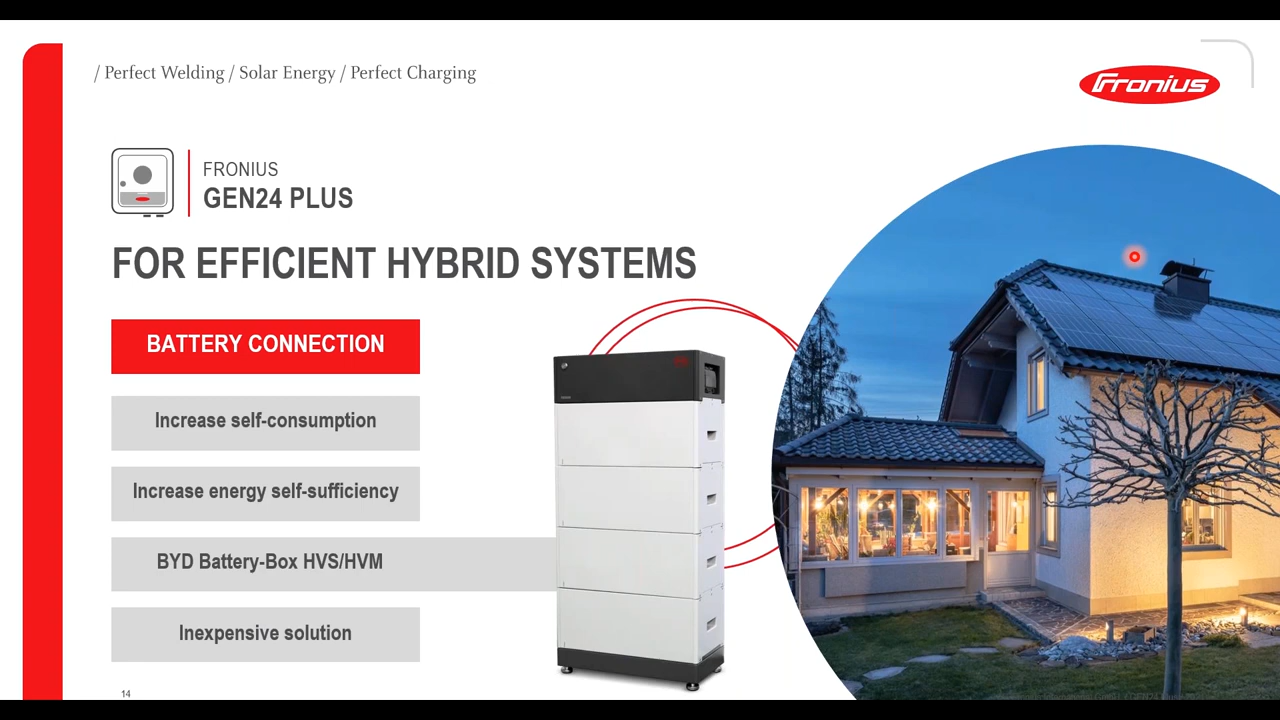 / Perfect Welding / Solar Energy / Perfect Charging
Fronius
FRONIUS
GEN24 PLUS
FOR EFFICIENT HYBRID SYSTEMS
BATTERY CONNECTION
Increase self-consumption
Increase energy self-sufficiency
BYD Battery-Box HVS/HVM
Inexpensive solution
14